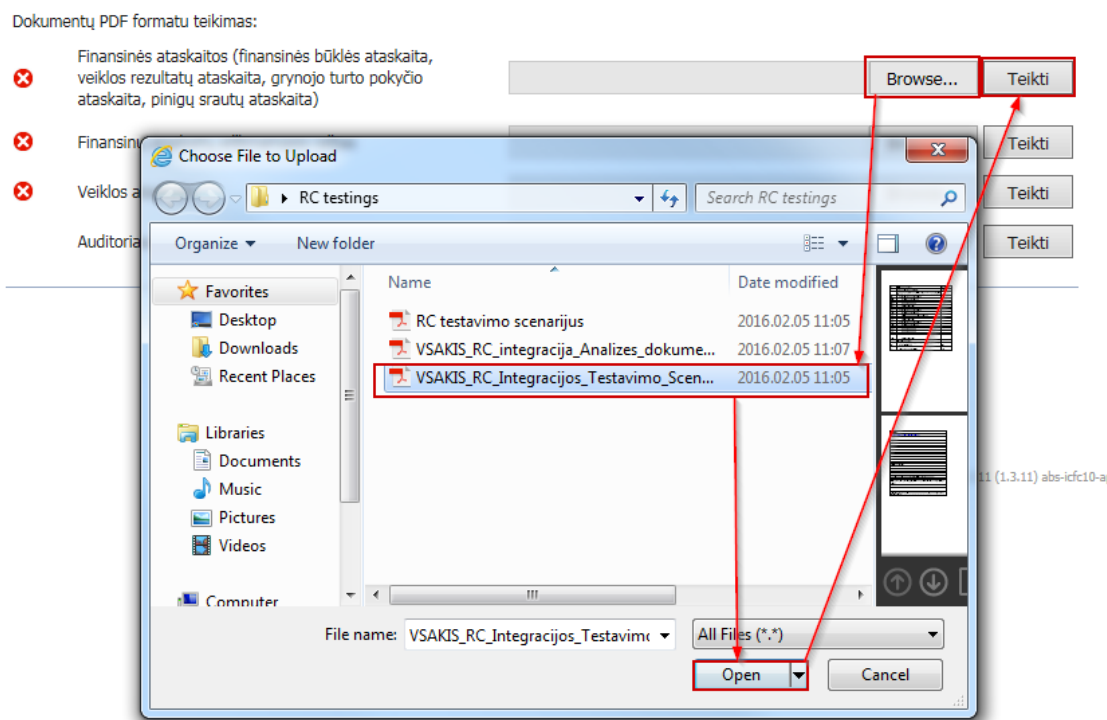 Dokumentų PDF formatu teikimas:
Finansinės ataskaitos (finansinės būklės ataskaita,
veiklos rezultatų ataskaita, grynojo turto pokyčio
ataskaita, pinigų srautų ataskaita)
Browse...
Teikti
Teikti
Veiklos a
Teikti
Auditoria
Teikti
Choose File to Upload
RC testings
Search RC testings
Organize
New folder
Name
Date modified
Favorites
Desktop
Downloads
Recent Places
Libraries
Documents
Music
Pictures
Videos
Computer
RC testavimo scenarijus 2016.02.05 11:05
VSAKIS_RC_integracija_Analizes_dokume... 2016.02.05 11:07
VSAKIS_RC_Integracijos_Testavimo_Scen... 2016.02.05 11:05
11 (1.3.11) abs-icfc10-a
File name: VSAKIS_RC_Integracijos_Testavimo
All Files (*.*)
Open
Cancel